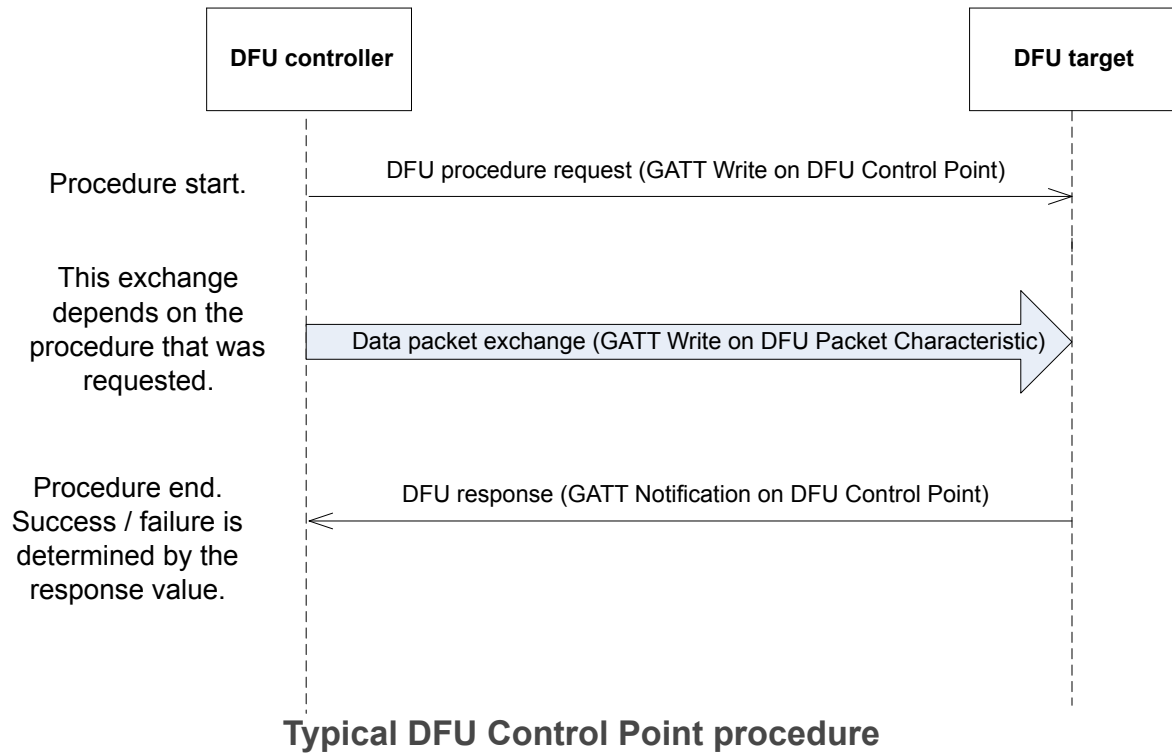 DFU controller
DFU target
Procedure start.
DFU procedure request (GATT Write on DFU Control Point)
This exchange
depends on the
procedure that was
requested.
Data packet exchange (GATT Write on DFU Packet Characteristic)
Procedure end.
Success / failure is
determined by the
response value.
DFU response (GATT Notification on DFU Control Point)
Typical DFU Control Point procedure